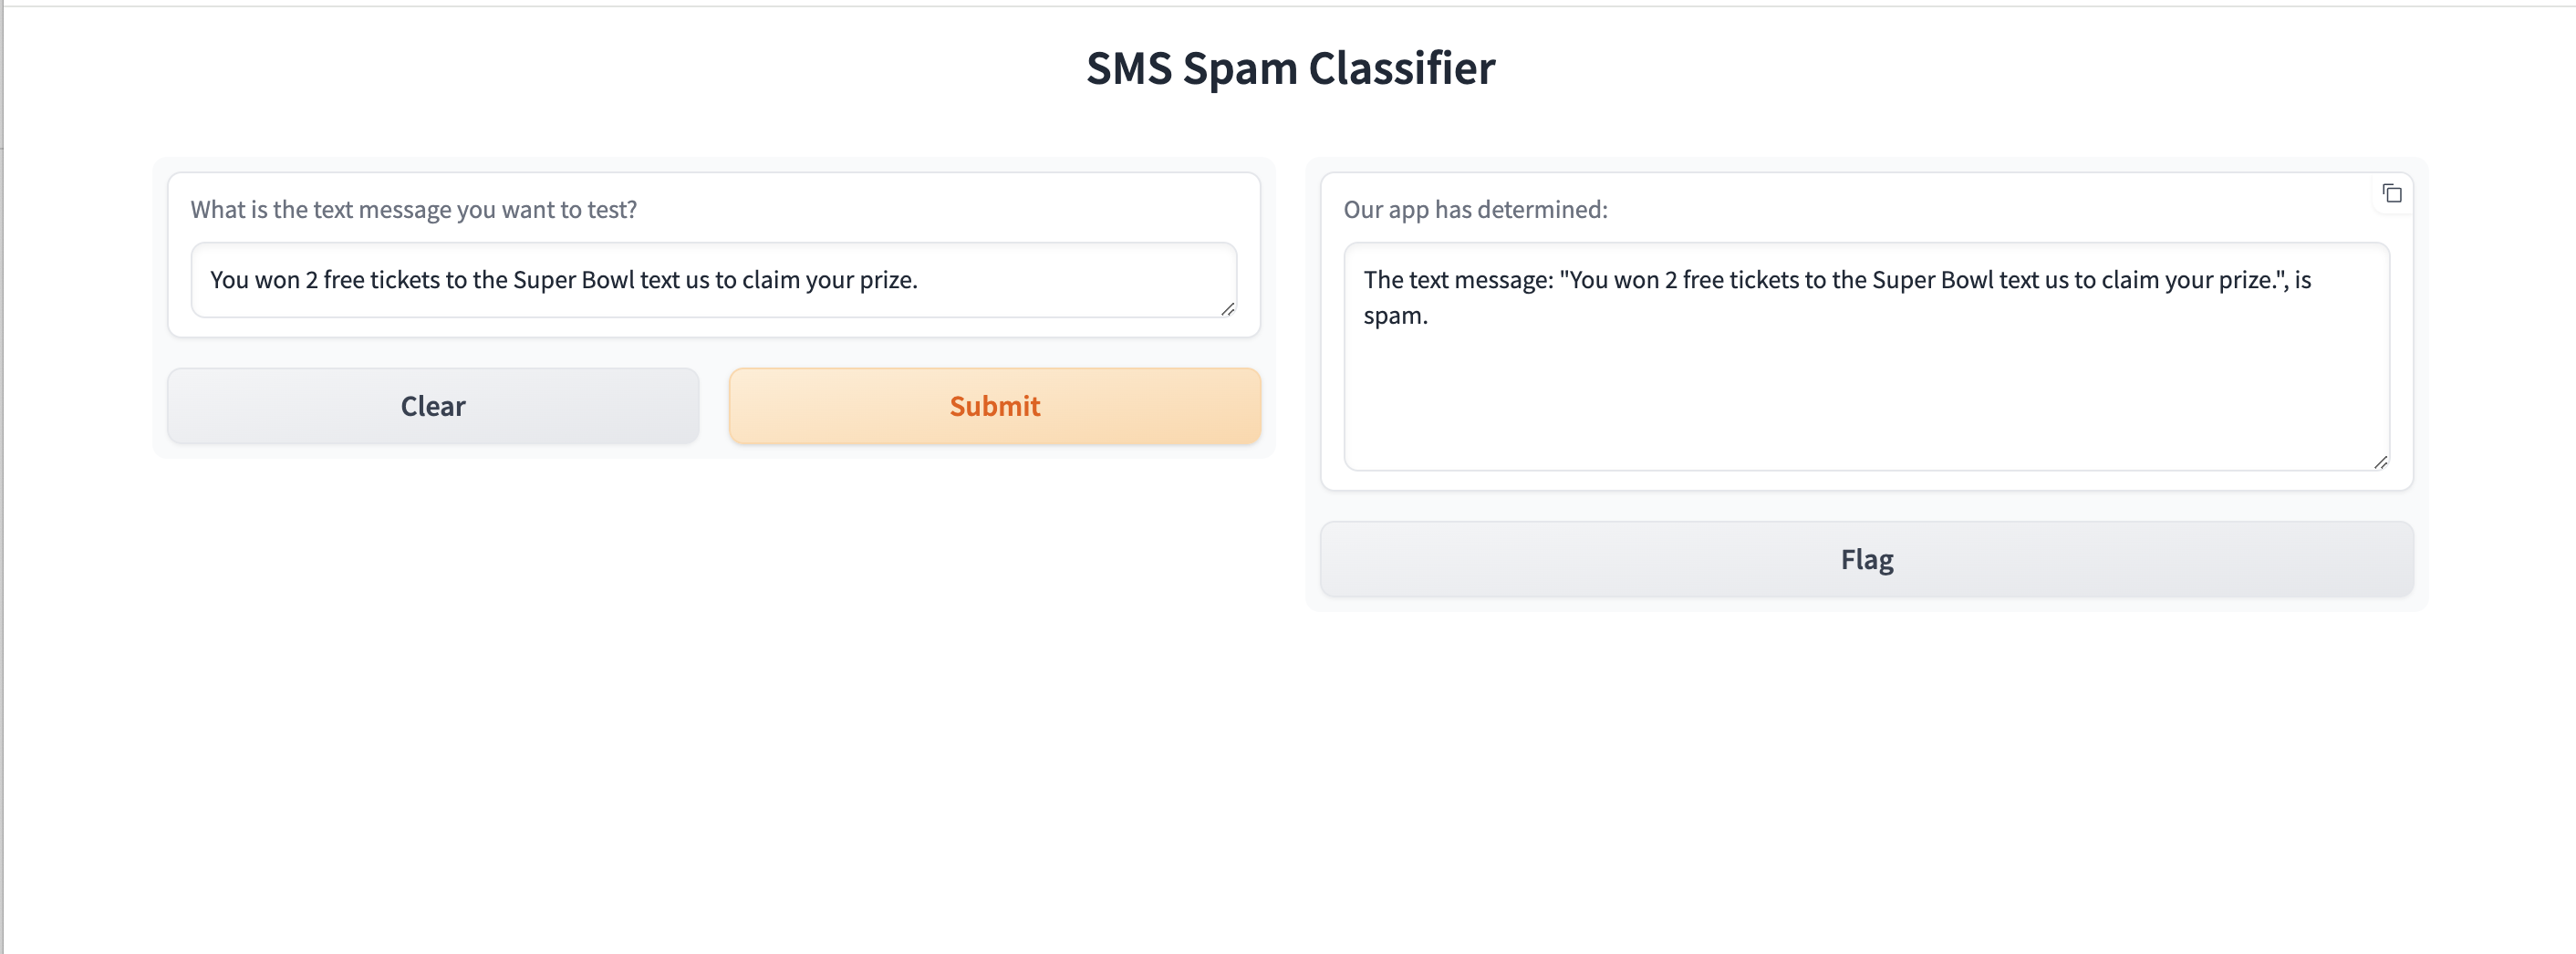 SMS Spam Classifier
What is the text message you want to test?
You won 2 free tickets to the Super Bowl text us to claim your prize.
Clear
Submit
Our app has determined:
The text message: "You won 2 free tickets to the Super Bowl text us to claim your prize.", is
spam.
Flag